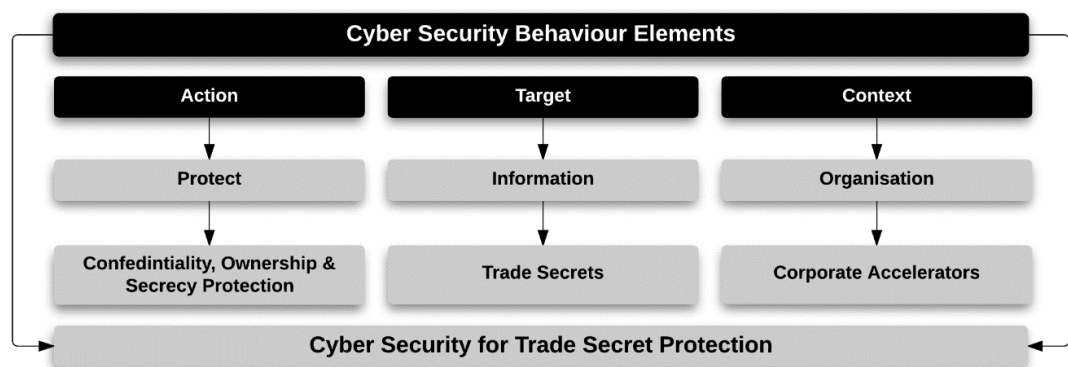 Cyber Security Behaviour Elements
Action
Target
Context
Protect
Information
Organisation
Confedintiality, Ownership &
Secrecy Protection
Trade Secrets
Corporate Accelerators
Cyber Security for Trade Secret Protection